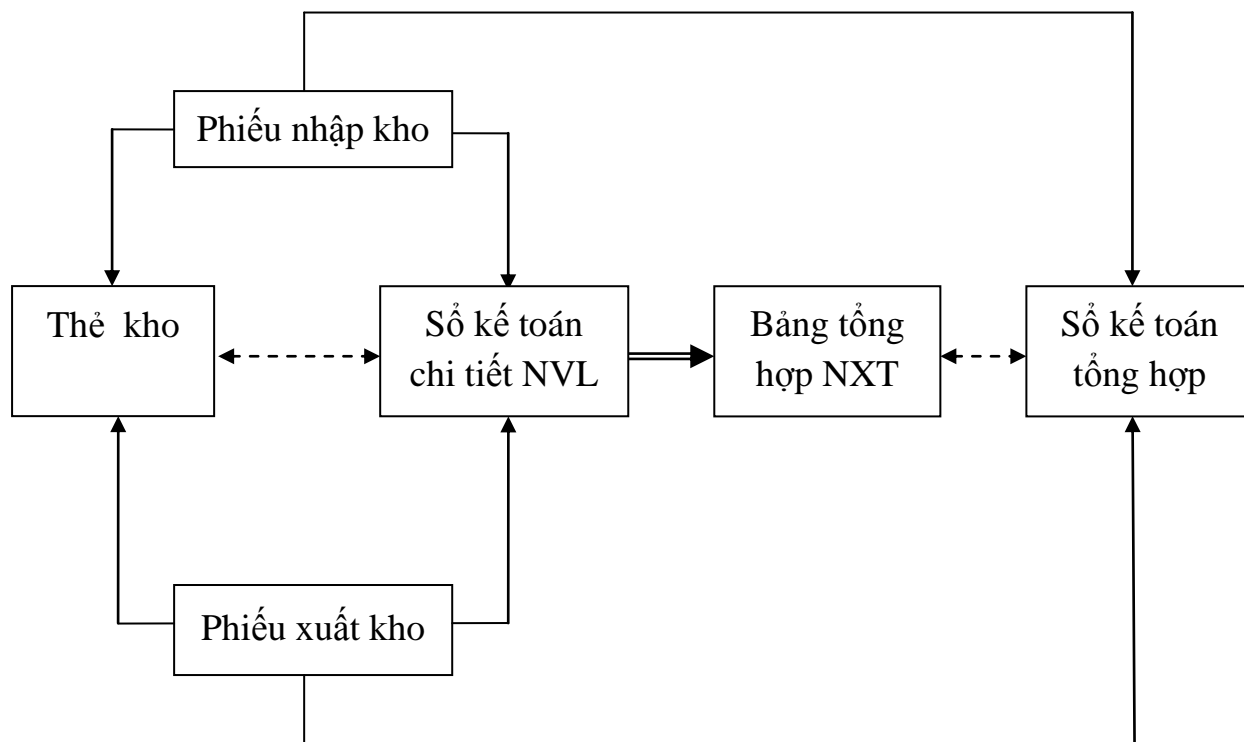 Phiếu nhập kho
Thẻ kho
Sổ kế toán
chi tiết NVL
Bảng tổng
hợp NXT
Sổ kế toán
tổng hợp
Phiếu xuất kho